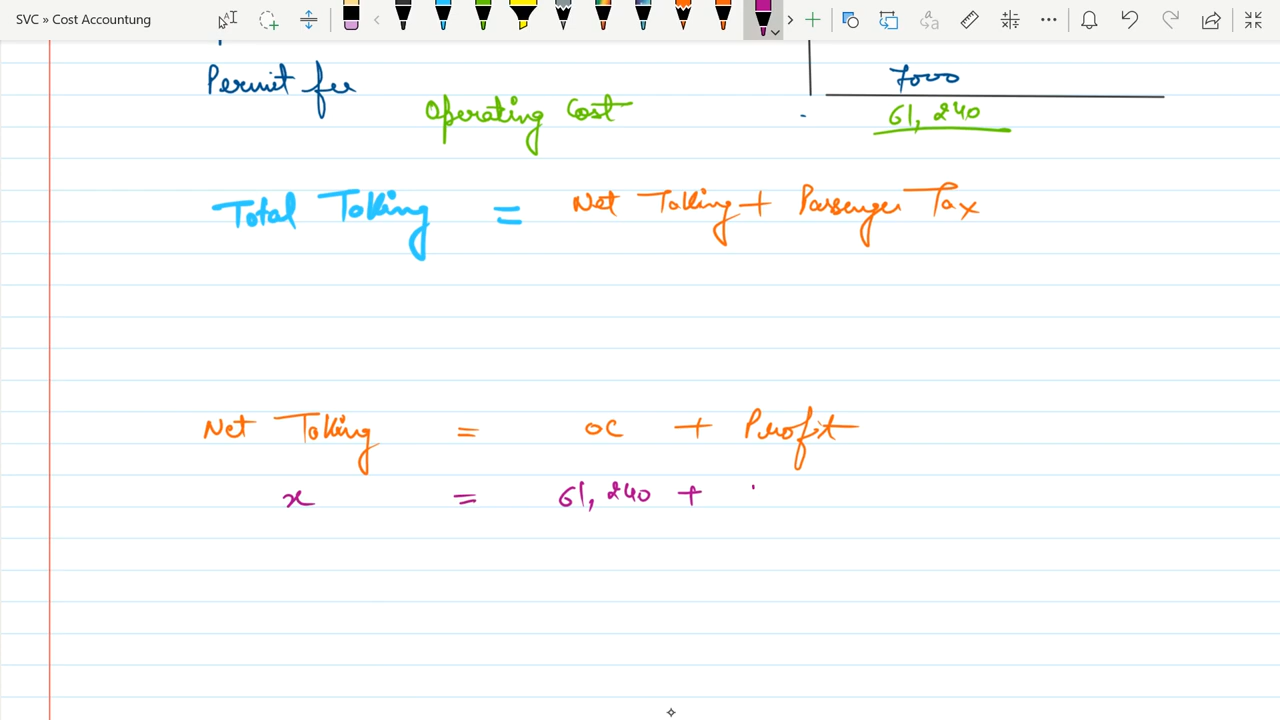 SVC » Cost Accountung
Permit fee 7000
Operating Cost 61,240
Total Taking = Net Taking + Passenger Tax
Net Taking = OC + Profit
x = 61,240 +